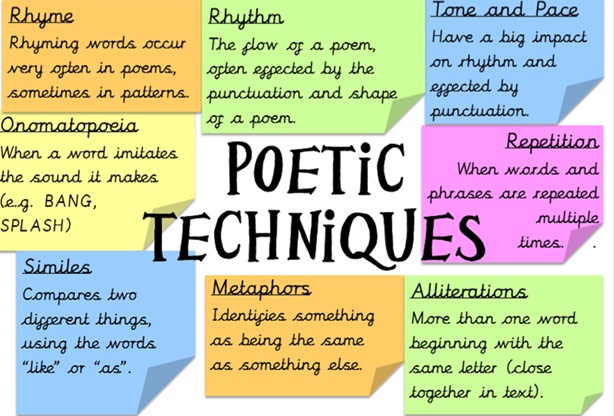 Rhyme
Rhyming words occur
very often in poems,
sometimes in patterns.
Rhythm
The flow of a poem,
often effected by the
punctuation and shape
of a poem.
Tone and Pace
Have a big impact
on rhythm and
effected by
punctuation.
Onomatopoeia
When a word imitates
the sound it makes
(e.g. BANG,
SPLASH)
POETIC
TECHNIQUES
Repetition
When words and
phrases are repeated
multiple
times. .
Similes
Compares two
different things,
using the words
“like” or “as”.
Metaphors
Identifies something
as being the same
as something else.
Alliterations
More than one word
beginning with the
same letter (close
together in text).